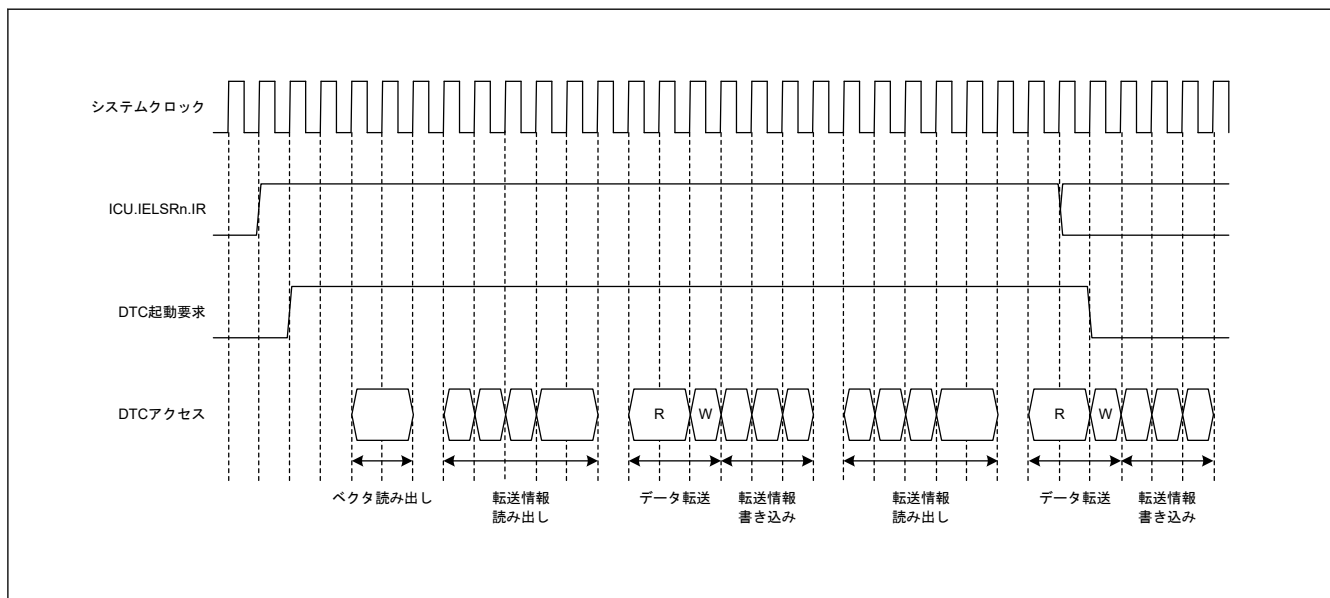 システムクロック
ICU.IELSRn.IR
DTC起動要求
DTCアクセス
R
W
R
W
ベクタ読み出し
転送情報
読み出し
データ転送
転送情報
書き込み
転送情報
読み出し
データ転送
転送情報
書き込み